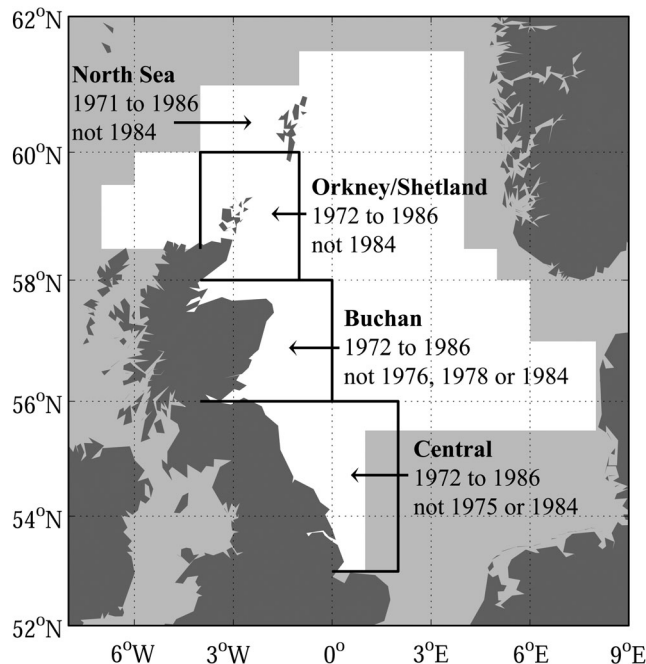 62°N
North Sea
1971 to 1986
not 1984
60°N
Orkney/Shetland
1972 to 1986
not 1984
58°N
Buchan
1972 to 1986
not 1976, 1978 or 1984
56°N
Central
1972 to 1986
not 1975 or 1984
54°N
52°N
6°W 3°W 0° 3°E 6°E 9°E